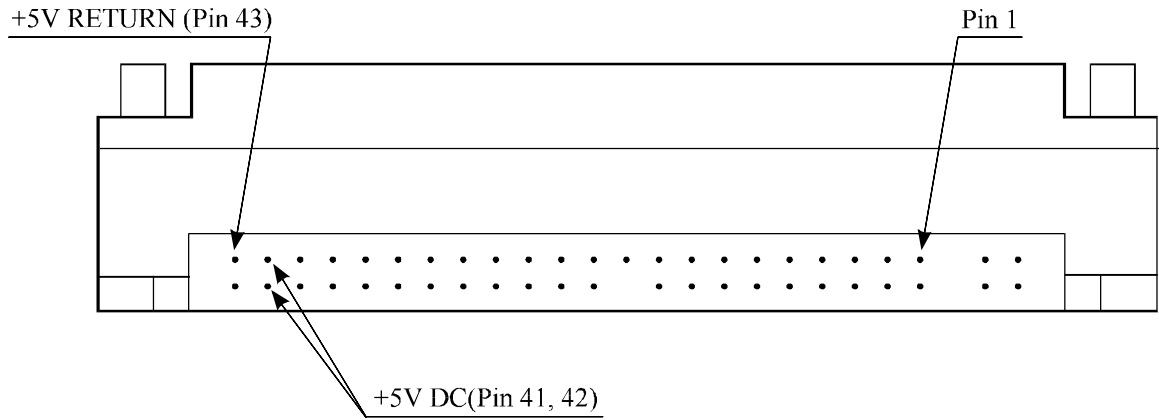 +5V RETURN (Pin 43)
Pin 1
+5V DC(Pin 41, 42)